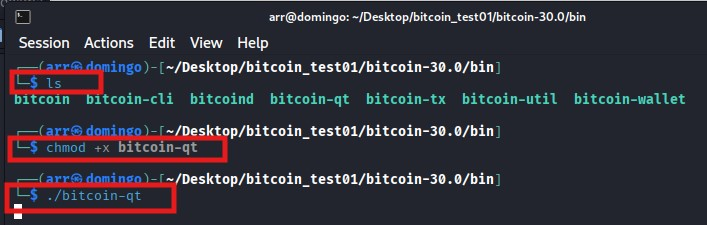 arr@domingo: ~/Desktop/bitcoin_test01/bitcoin-30.0/bin
Session Actions Edit View Help
┌──(arr㉿domingo)-[~/Desktop/bitcoin_test01/bitcoin-30.0/bin]
└─$ ls
bitcoin bitcoin-cli bitcoind bitcoin-qt bitcoin-tx bitcoin-util bitcoin-wallet
┌──(arr㉿domingo)-[~/Desktop/bitcoin_test01/bitcoin-30.0/bin]
└─$ chmod +x bitcoin-qt
┌──(arr㉿domingo)-[~/Desktop/bitcoin_test01/bitcoin-30.0/bin]
└─$ ./bitcoin-qt